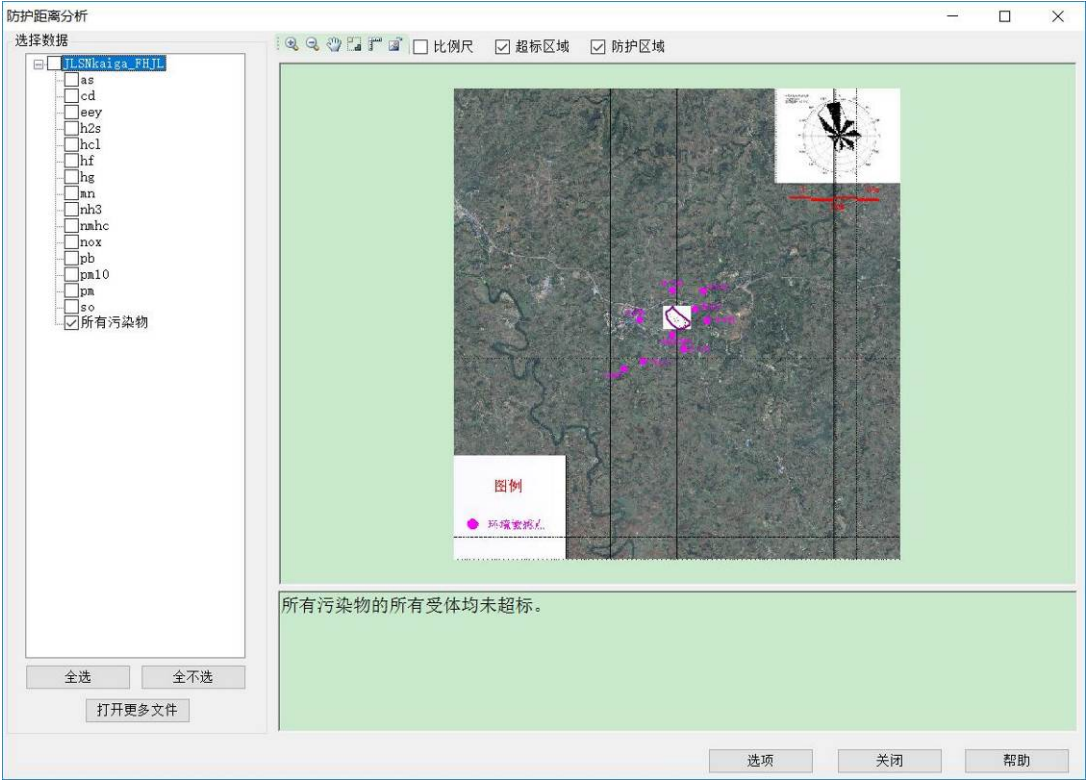 防护距离分析
选择数据
比例尺
超标区域
防护区域
JLSNkaiga_FHJL
as
cd
eey
h2s
hcl
hf
hg
mn
nh3
nmhc
nox
pb
pm10
pm
so
所有污染物
图例
环境敏感点
所有污染物的所有受体均未超标。
全选
全不选
打开更多文件
选项
关闭
帮助